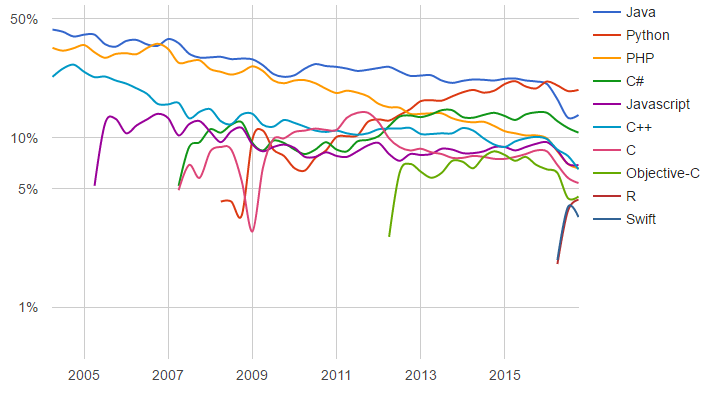 50%
10%
5%
1%
2005 2007 2009 2011 2013 2015
Java
Python
PHP
C#
Javascript
C++
C
Objective-C
R
Swift